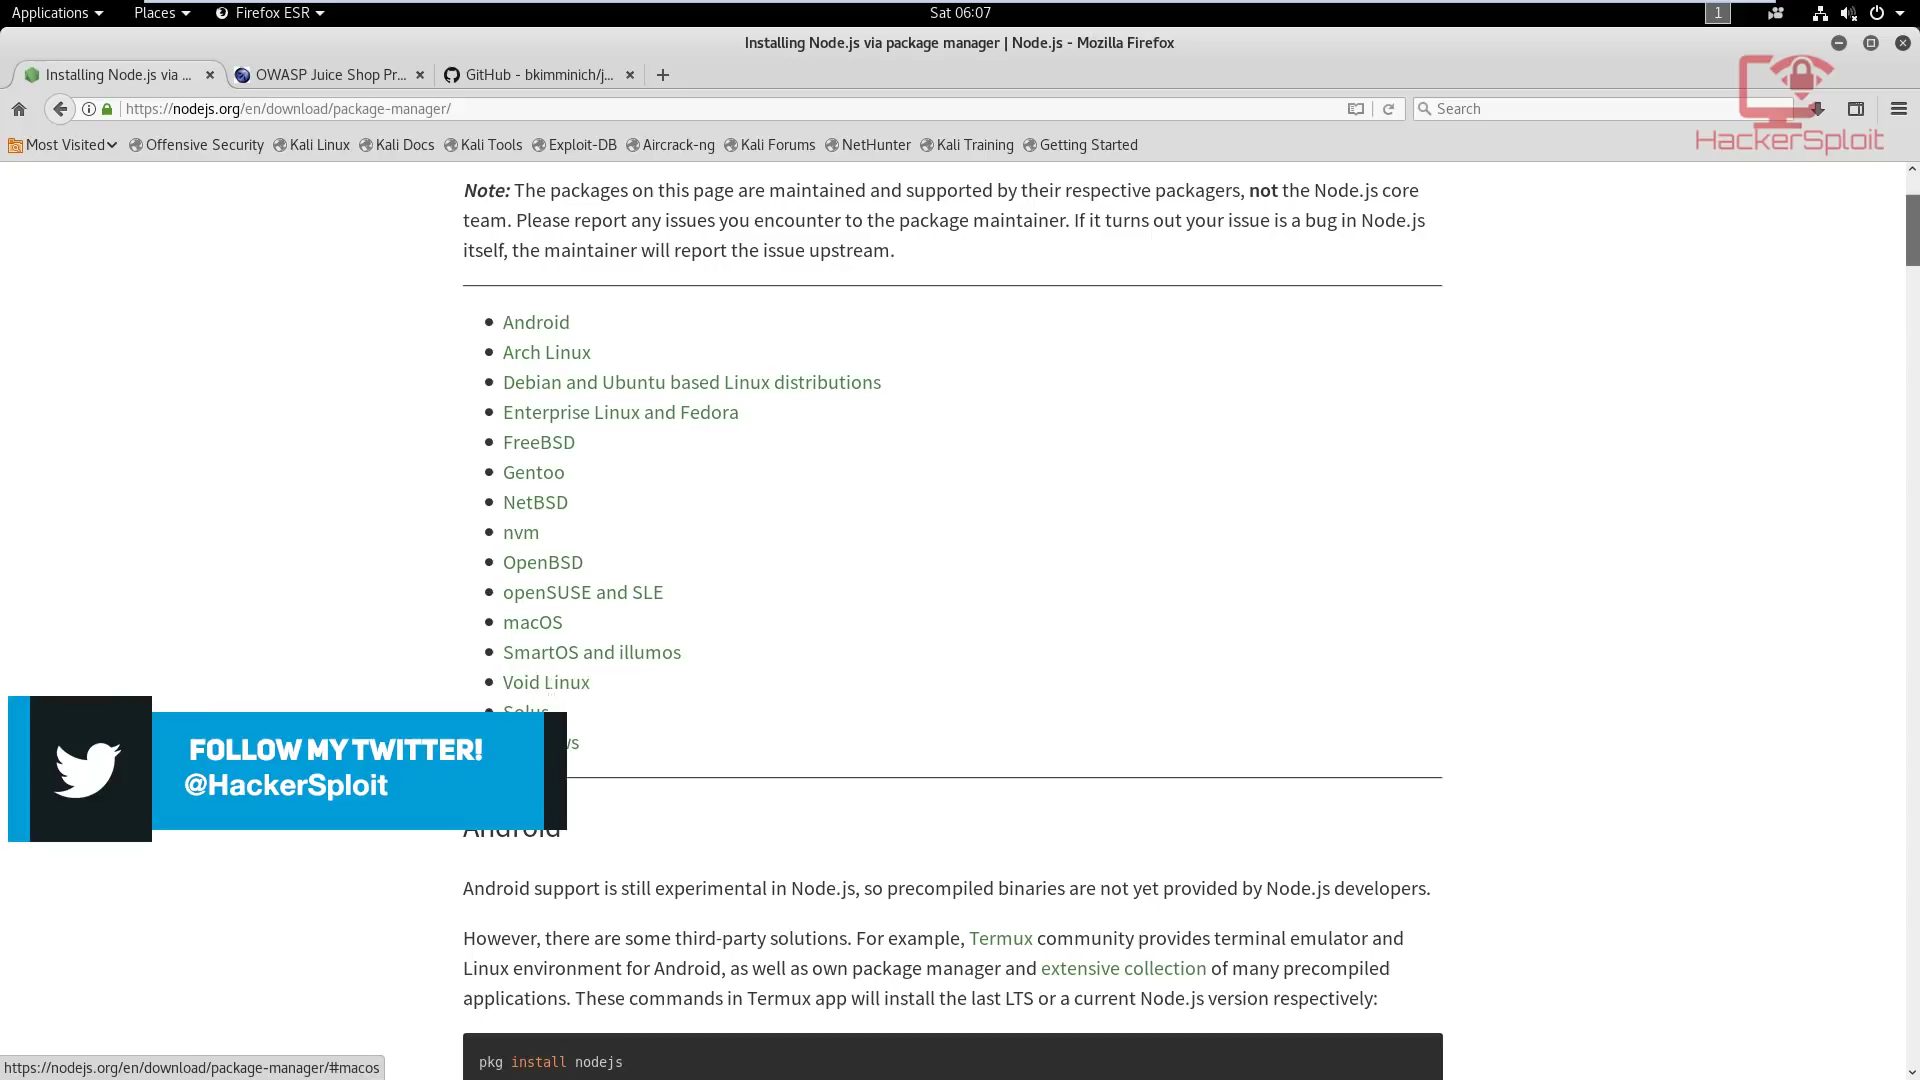 Applications Places Firefox ESR Sat 06:07 1
Installing Node.js via package manager | Node.js - Mozilla Firefox
Installing Node.js via ... OWASP Juice Shop Pr... GitHub - bkimminich/j...
https://nodejs.org/en/download/package-manager/ Search
Most Visited Offensive Security Kali Linux Kali Docs Kali Tools Exploit-DB Aircrack-ng Kali Forums NetHunter Kali Training Getting Started
HackerSploit
Note: The packages on this page are maintained and supported by their respective packagers, not the Node.js core
team. Please report any issues you encounter to the package maintainer. If it turns out your issue is a bug in Node.js
itself, the maintainer will report the issue upstream.
Android
Arch Linux
Debian and Ubuntu based Linux distributions
Enterprise Linux and Fedora
FreeBSD
Gentoo
NetBSD
nvm
OpenBSD
openSUSE and SLE
macOS
SmartOS and illumos
Void Linux
Solus
FOLLOW MY TWITTER!
@HackerSploit
Android
Android support is still experimental in Node.js, so precompiled binaries are not yet provided by Node.js developers.
However, there are some third-party solutions. For example, Termux community provides terminal emulator and
Linux environment for Android, as well as own package manager and extensive collection of many precompiled
applications. These commands in Termux app will install the last LTS or a current Node.js version respectively:
pkg install nodejs
https://nodejs.org/en/download/package-manager/#macos